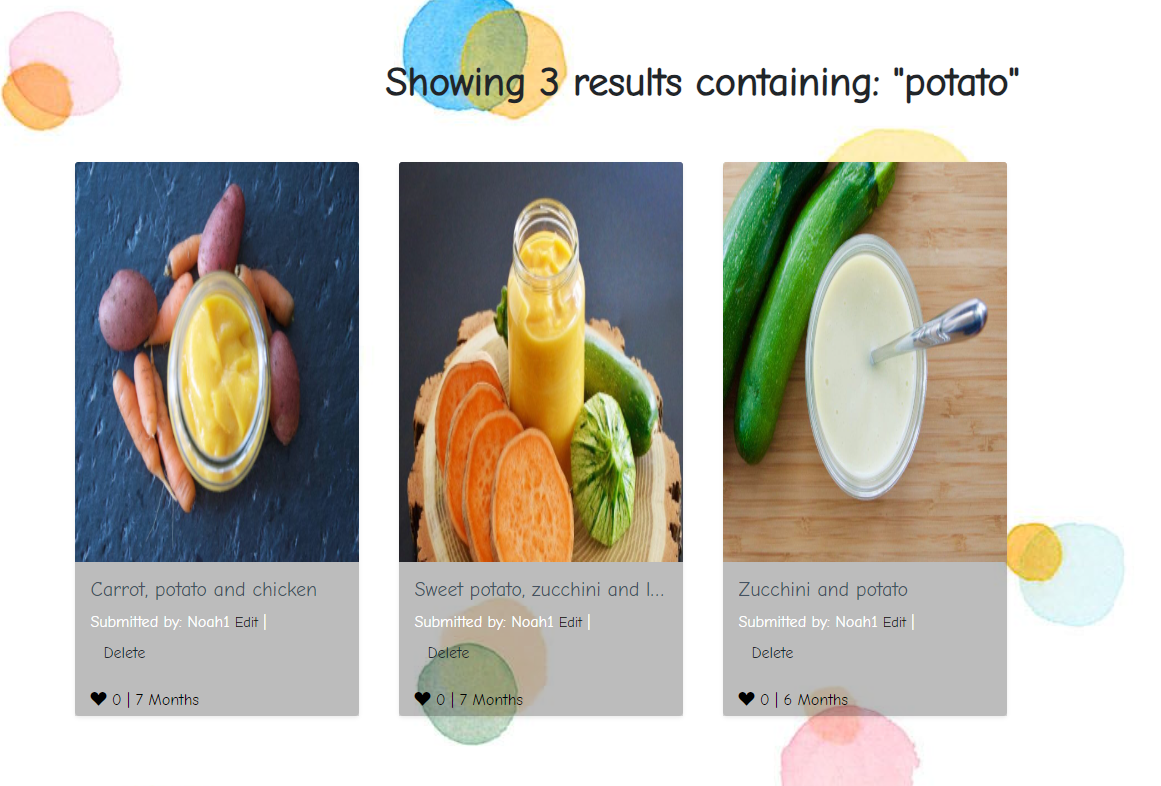 Showing 3 results containing: "potato"
Carrot, potato and chicken
Submitted by: Noah1 Edit |
Delete
0 | 7 Months
Sweet potato, zucchini and l...
Submitted by: Noah1 Edit |
Delete
0 | 7 Months
Zucchini and potato
Submitted by: Noah1 Edit |
Delete
0 | 6 Months